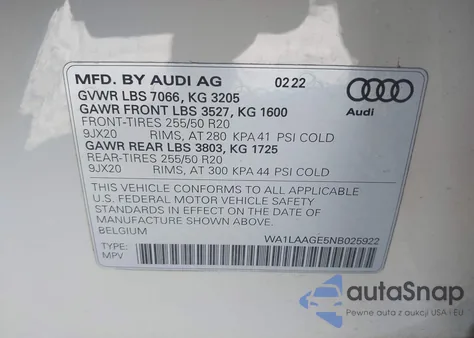 MFD. BY AUDI AG 02 22
GVWR LBS 7066, KG 3205
GAWR FRONT LBS 3527, KG 1600
FRONT-TIRES 255/50 R20
9JX20 RIMS, AT 280 KPA 41 PSI COLD
GAWR REAR LBS 3803, KG 1725
REAR-TIRES 255/50 R20
9JX20 RIMS, AT 300 KPA 44 PSI COLD
Audi
THIS VEHICLE CONFORMS TO ALL APPLICABLE
U.S. FEDERAL MOTOR VEHICLE SAFETY
STANDARDS IN EFFECT ON THE DATE OF
MANUFACTURE SHOWN ABOVE.
BELGIUM
WA1LAAGE5NB025922
TYPE:
MPV
autoSnap
Pewne auta z aukcji USA i EU